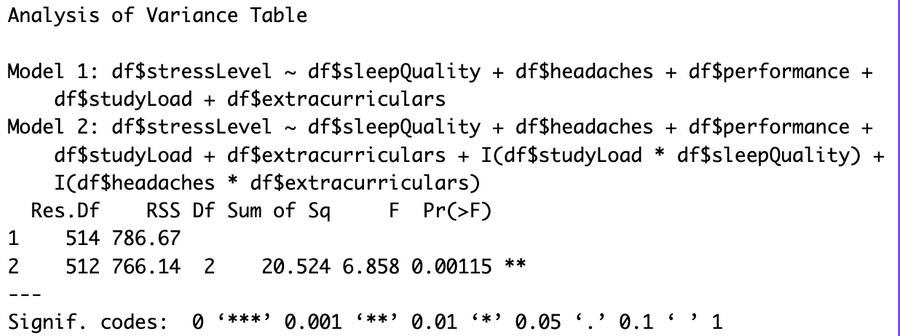 Analysis of Variance Table

Model 1: df$stressLevel ~ df$sleepQuality + df$headaches + df$performance +
    df$studyLoad + df$extracurriculars
Model 2: df$stressLevel ~ df$sleepQuality + df$headaches + df$performance +
    df$studyLoad + df$extracurriculars + I(df$studyLoad * df$sleepQuality) +
    I(df$headaches * df$extracurriculars)
  Res.Df    RSS Df Sum of Sq     F  Pr(>F)
1    514 786.67
2    512 766.14  2    20.524 6.858 0.00115 **
---
Signif. codes:  0 ‘***’ 0.001 ‘**’ 0.01 ‘*’ 0.05 ‘.’ 0.1 ‘ ’ 1